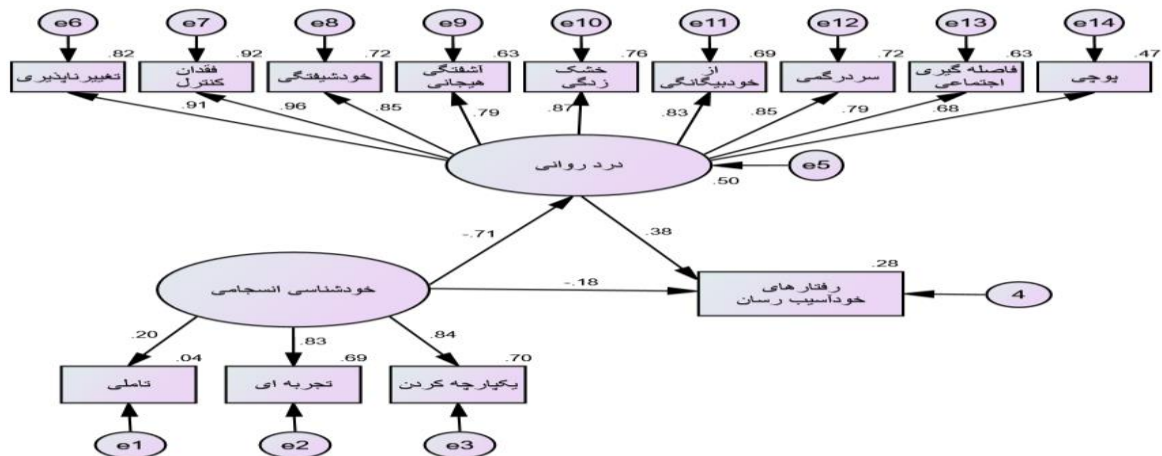 e6 e7 e8 e9 e10 e11 e12 e13 e14
.82 .92 .72 .63 .76 .69 .72 .63 .47
تغییرناپذیری
فقدان
کنترل
خودشیفتگی
آشفتگی
هیجانی
خشک
زدگی
از
خودبیگانگی
سردرگمی
فاصله گیری
اجتماعی
پوچی
.91 .96 .85 .79 .87 .83 .85 .79 .68
درد روانی
e5
.50
-.71 .38
.28
خودشناسی انسجامی
-.18
رفتارهای
خودآسیب رسان
4
.20 .83 .84
.04 .69 .70
تاملی
تجربه ای
یکپارچه کردن
e1 e2 e3